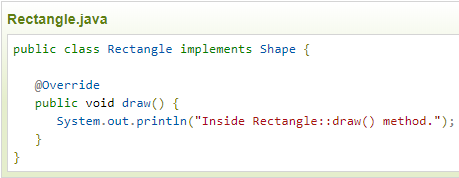 Rectangle.java
public class Rectangle implements Shape {
@Override
public void draw() {
System.out.println("Inside Rectangle::draw() method.");
}
}